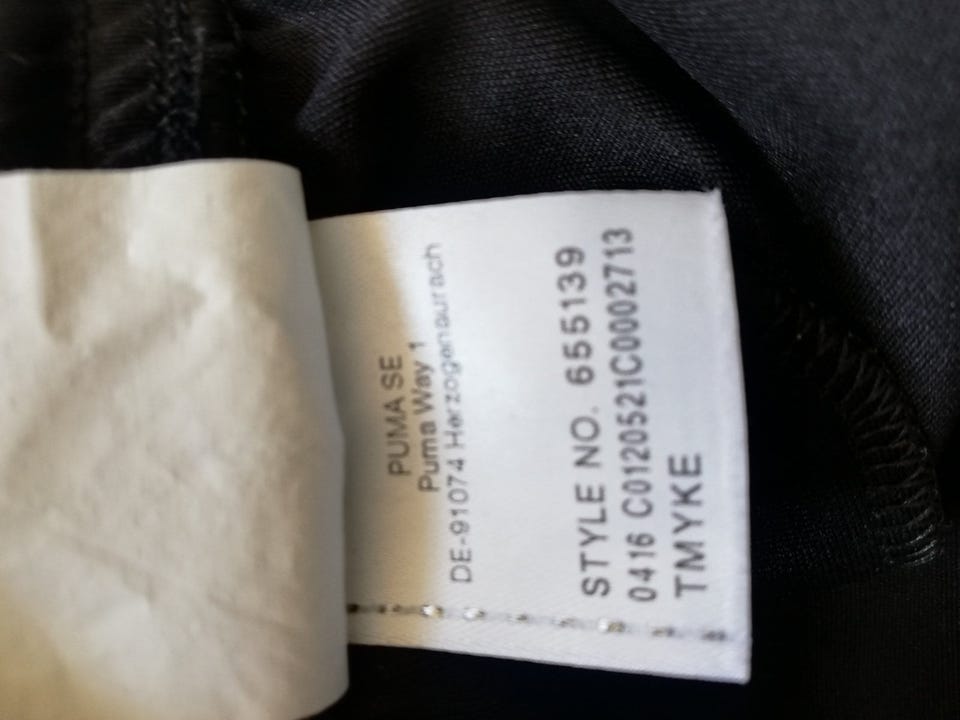 PUMA SE
Puma Way 1
DE-91074 Herzogenaurach
STYLE NO. 655139
0416 C0120521C0002713
TMYKE